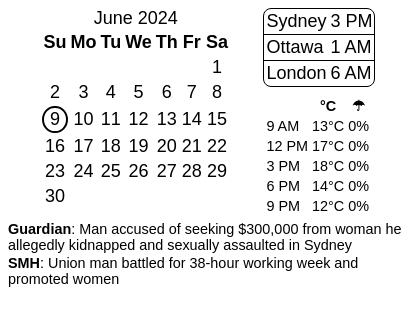 June 2024
Su Mo Tu We Th Fr Sa
1
2 3 4 5 6 7 8
9 10 11 12 13 14 15
16 17 18 19 20 21 22
23 24 25 26 27 28 29
30
Sydney 3 PM
Ottawa 1 AM
London 6 AM
°C ☂
9 AM 13°C 0%
12 PM 17°C 0%
3 PM 18°C 0%
6 PM 14°C 0%
9 PM 12°C 0%
Guardian: Man accused of seeking $300,000 from woman he
allegedly kidnapped and sexually assaulted in Sydney
SMH: Union man battled for 38-hour working week and
promoted women